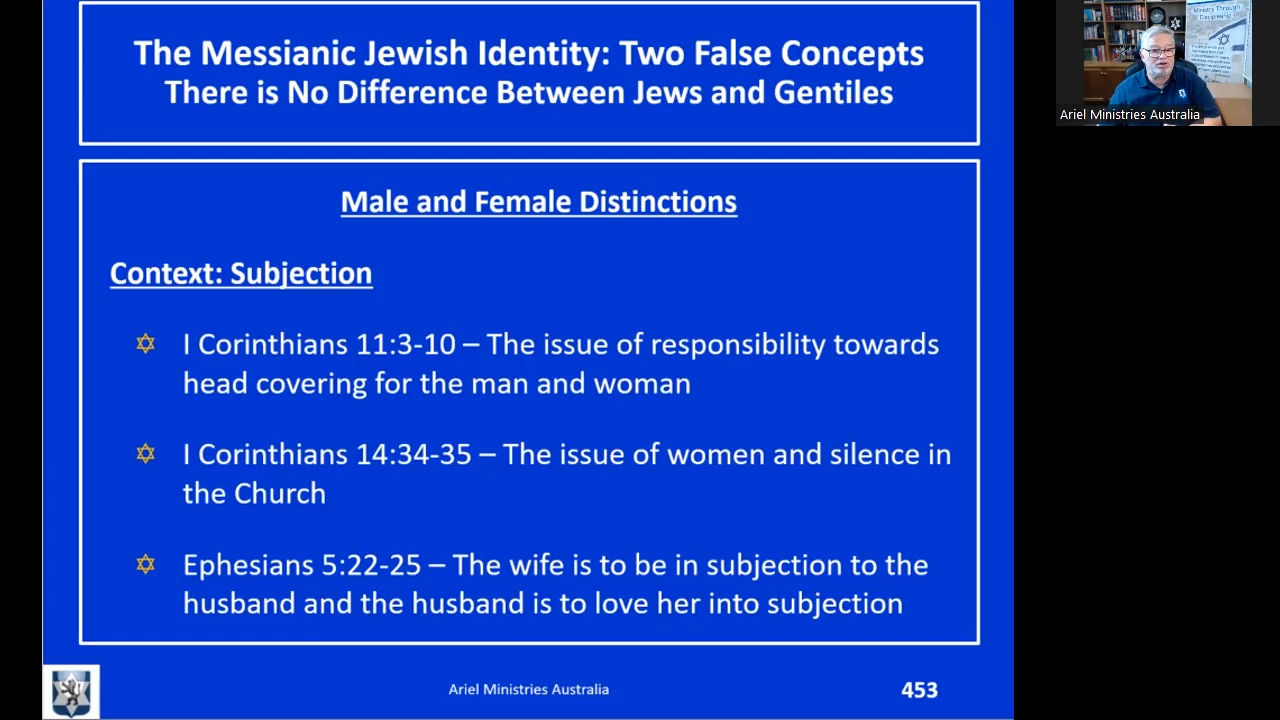 The Messianic Jewish Identity: Two False Concepts
There is No Difference Between Jews and Gentiles
Male and Female Distinctions
Context: Subjection
I Corinthians 11:3-10 – The issue of responsibility towards
head covering for the man and woman
I Corinthians 14:34-35 – The issue of women and silence in
the Church
Ephesians 5:22-25 – The wife is to be in subjection to the
husband and the husband is to love her into subjection
Ariel Ministries Australia
453
Ministry Through
Discipleship
Ariel Ministries Australia